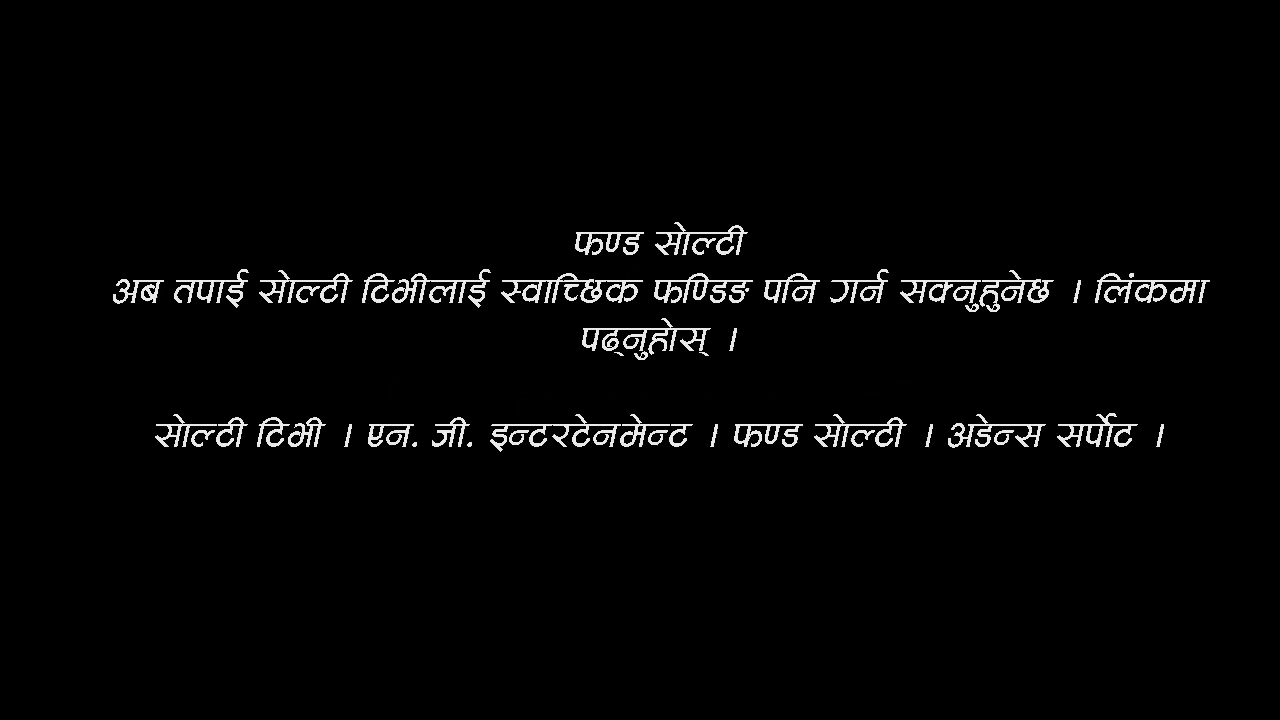 फण्ड सोल्टी
अब तपाई सोल्टी टिभीलाई स्वाच्छिक फण्डिङ पनि गर्न सक्नुहुनेछ । लिंकमा
पढ्नुहोस् ।
सोल्टी टिभी । एन. जी. इन्टरटेनमेन्ट । फण्ड सोल्टी । अडेन्स सर्पोट ।